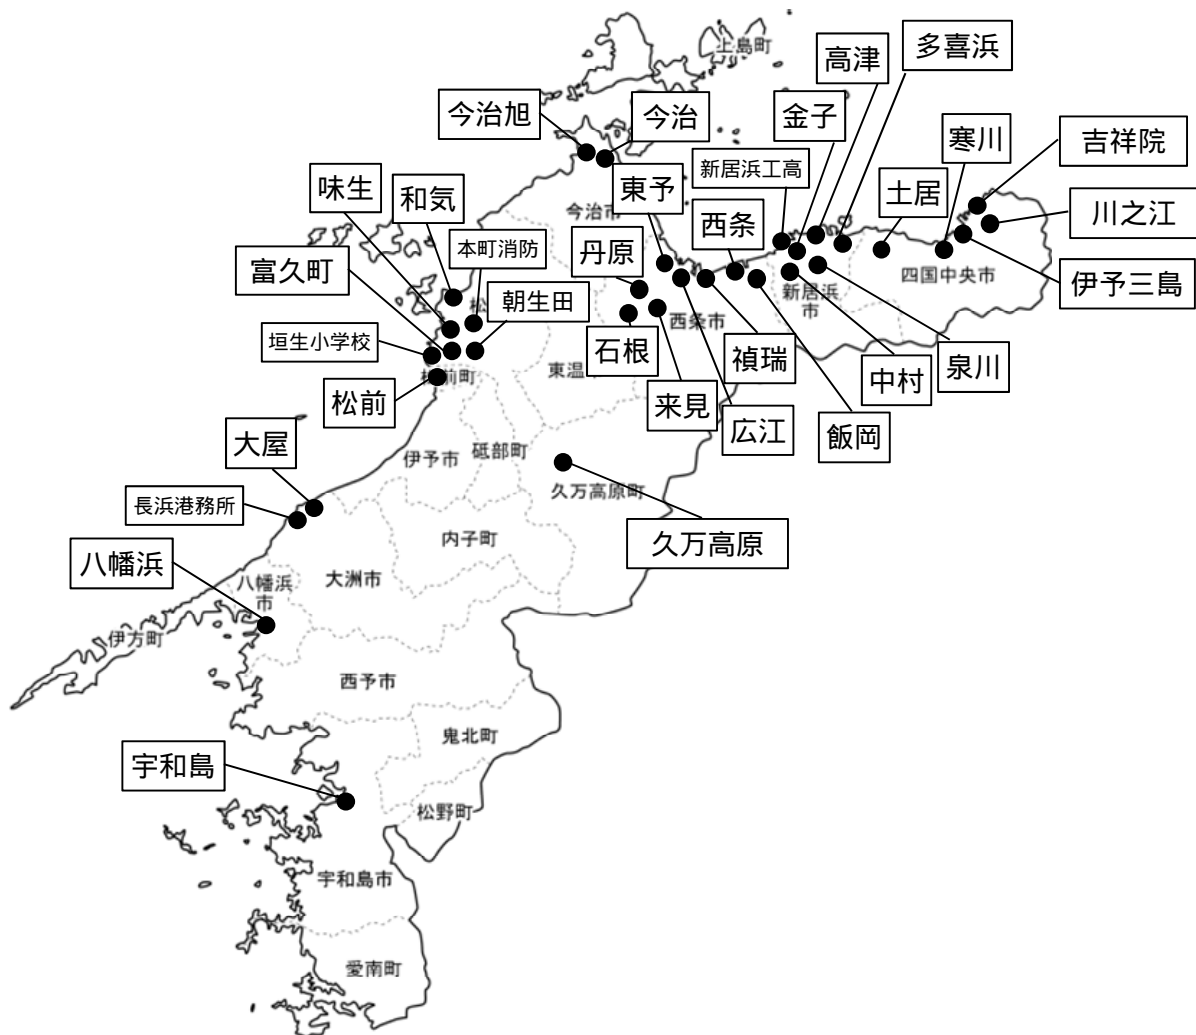 上島町
多喜浜
高津
今治旭
今治
金子
寒川
吉祥院
新居浜工高
味生
和気
東予
今治市
西条
土居
川之江
本町消防
丹原
富久町
四国中央市
伊予三島
新居浜
市
朝生田
松
西条市
垣生小学校
石根
禎瑞
東温
中村
泉川
前町
松前
来見
広江
飯岡
大屋
伊予市
砥部町
久万高原町
長浜港務所
内子町
久万高原
八幡浜
八幡浜
市
大洲市
伊方町
西予市
鬼北町
宇和島
松野町
宇和島市
愛南町